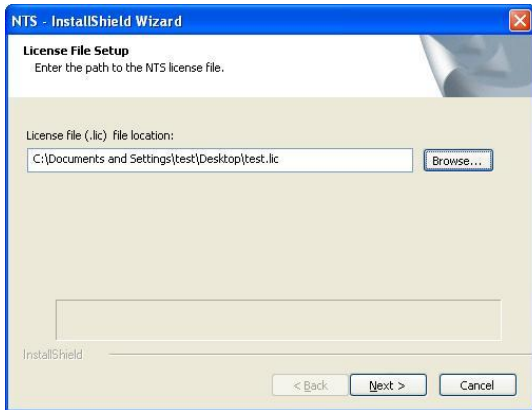 NTS - InstallShield Wizard
License File Setup
Enter the path to the NTS license file.
License file (.lic) file location:
C:\Documents and Settings\test\Desktop\test.lic
Browse...
InstallShield
< Back
Next >
Cancel